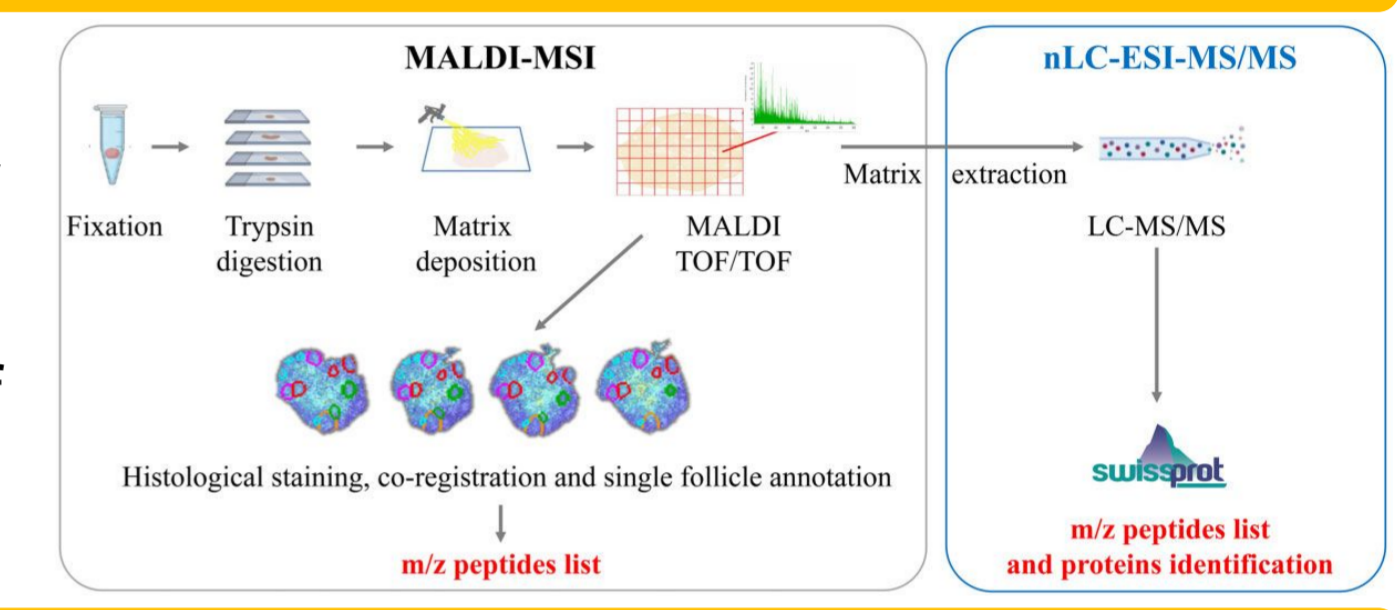 MALDI-MSI
Fixation
Trypsin
digestion
Matrix
deposition
MALDI
TOF/TOF
Histological staining, co-registration and single follicle annotation
m/z peptides list
Matrix extraction
nLC-ESI-MS/MS
LC-MS/MS
swissprot
m/z peptides list
and proteins identification